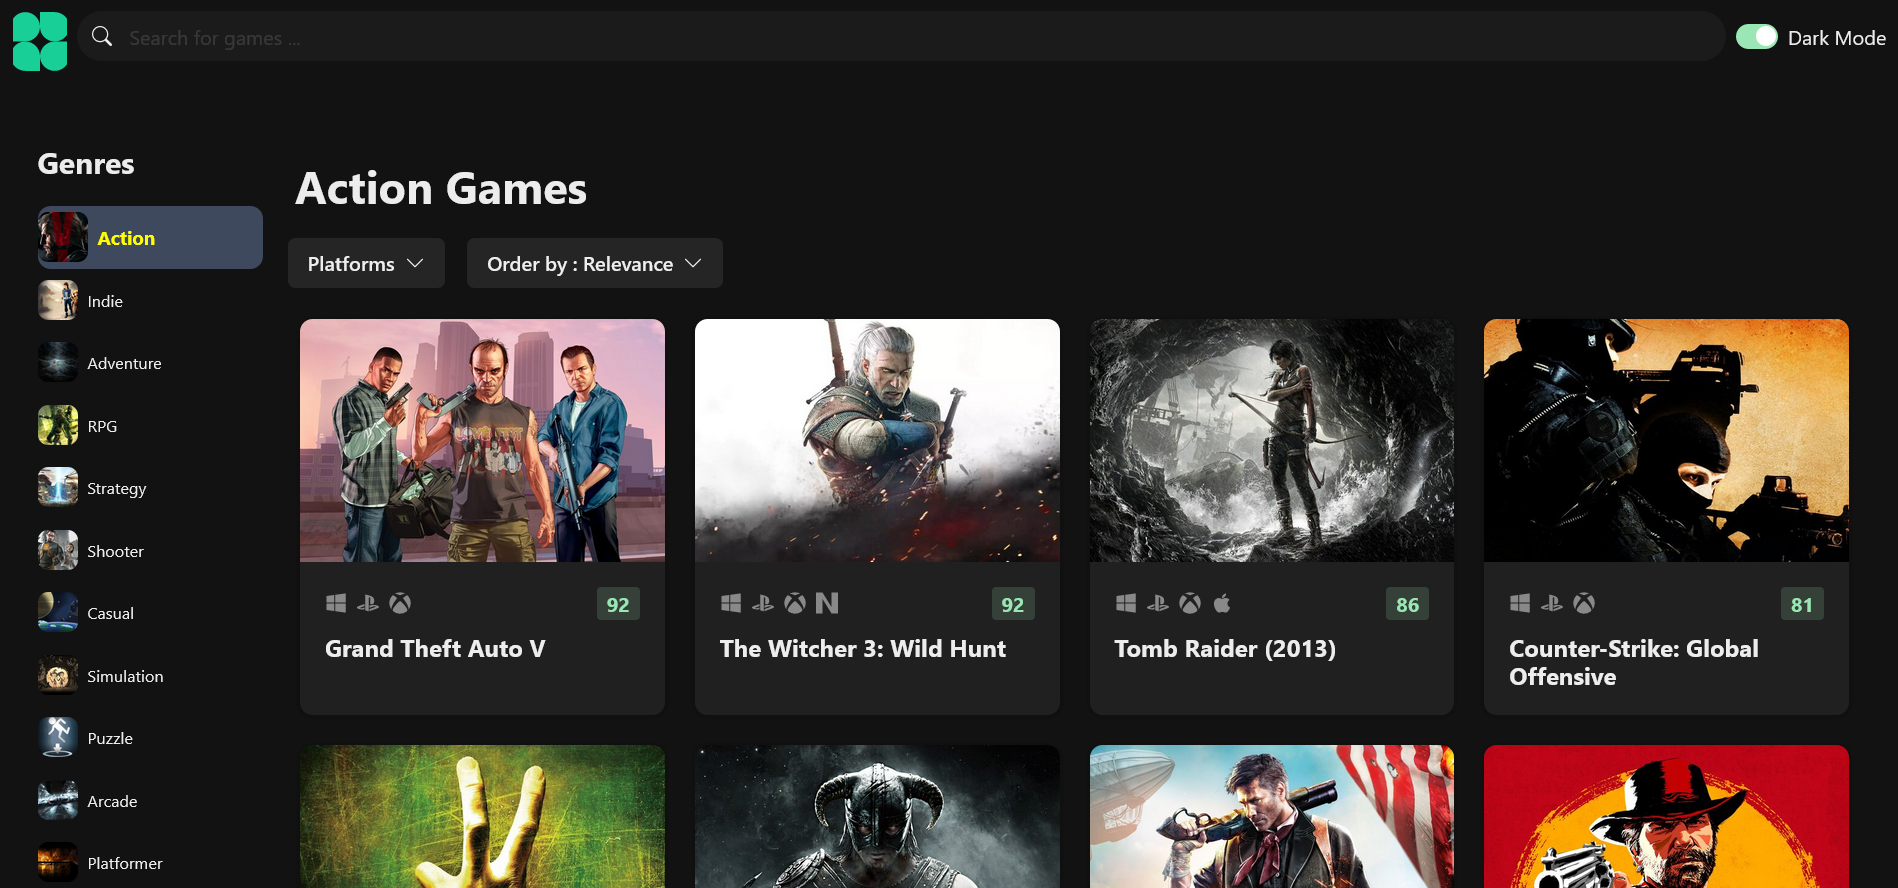 Search for games ...
Dark Mode
Genres
Action
Indie
Adventure
RPG
Strategy
Shooter
Casual
Simulation
Puzzle
Arcade
Platformer
Action Games
Platforms
Order by : Relevance
92
Grand Theft Auto V
92
The Witcher 3: Wild Hunt
86
Tomb Raider (2013)
81
Counter-Strike: Global
Offensive